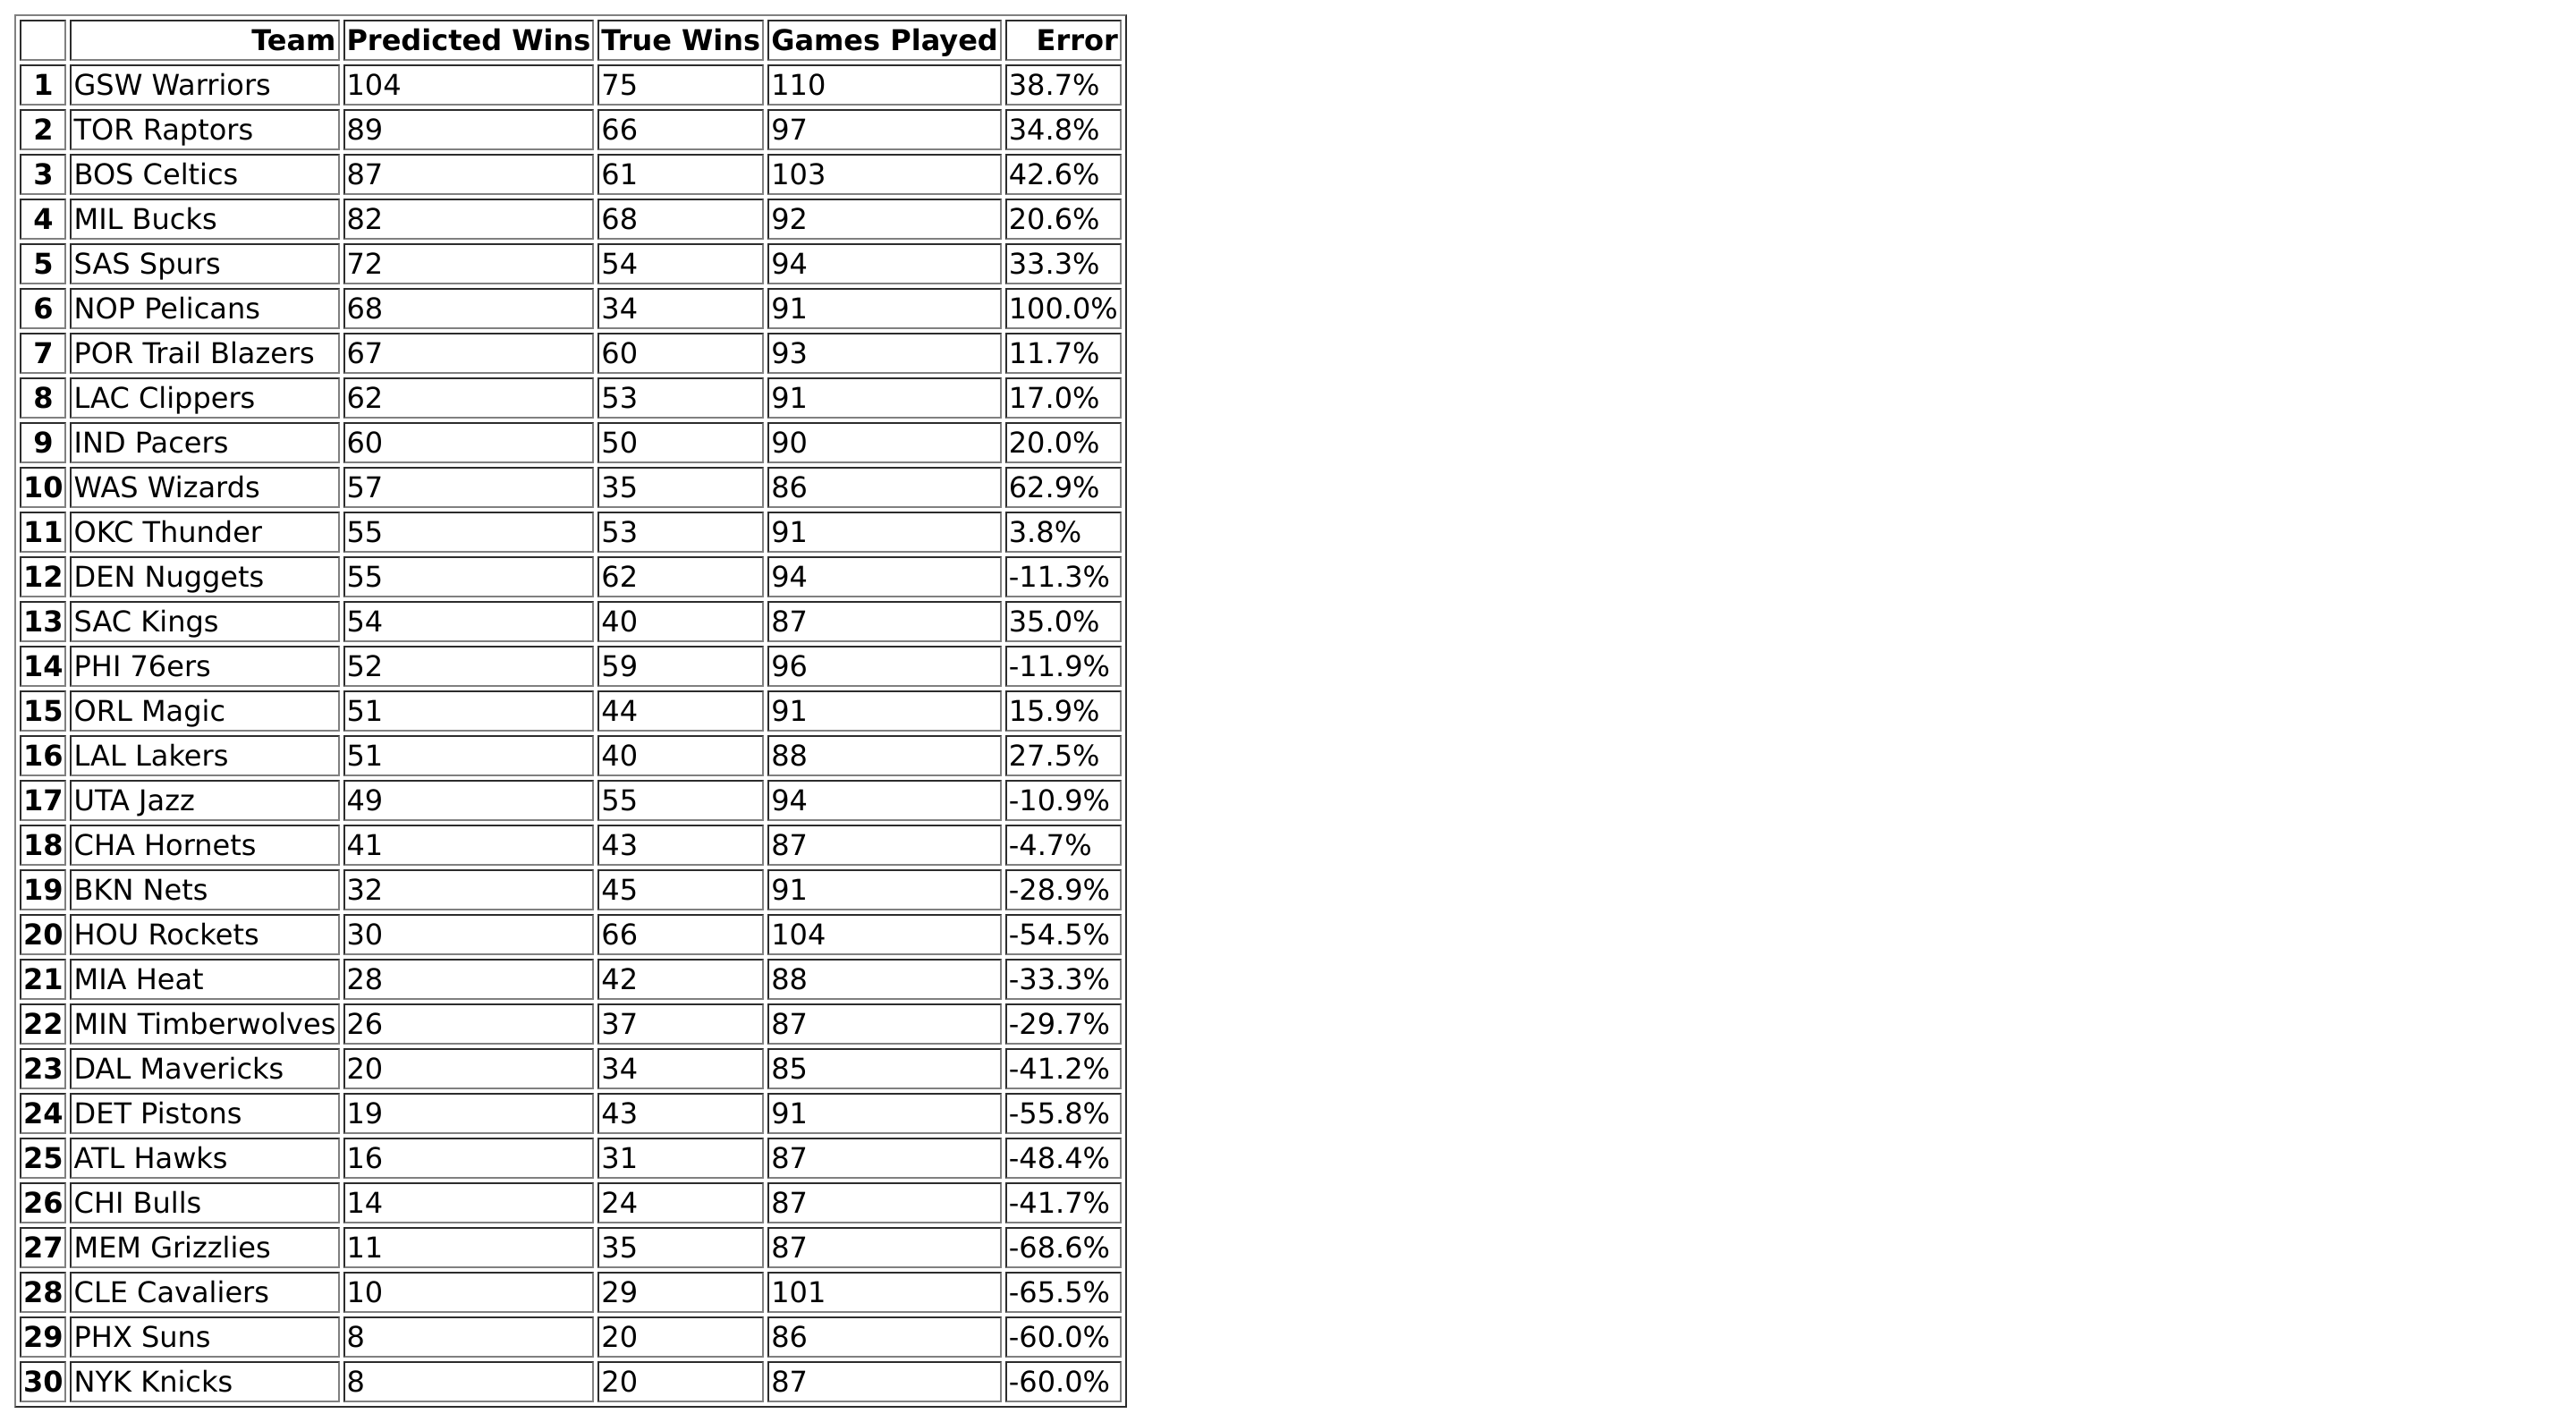 Team Predicted Wins True Wins Games Played Error
1 GSW Warriors 104 75 110 38.7%
2 TOR Raptors 89 66 97 34.8%
3 BOS Celtics 87 61 103 42.6%
4 MIL Bucks 82 68 92 20.6%
5 SAS Spurs 72 54 94 33.3%
6 NOP Pelicans 68 34 91 100.0%
7 POR Trail Blazers 67 60 93 11.7%
8 LAC Clippers 62 53 91 17.0%
9 IND Pacers 60 50 90 20.0%
10 WAS Wizards 57 35 86 62.9%
11 OKC Thunder 55 53 91 3.8%
12 DEN Nuggets 55 62 94 -11.3%
13 SAC Kings 54 40 87 35.0%
14 PHI 76ers 52 59 96 -11.9%
15 ORL Magic 51 44 91 15.9%
16 LAL Lakers 51 40 88 27.5%
17 UTA Jazz 49 55 94 -10.9%
18 CHA Hornets 41 43 87 -4.7%
19 BKN Nets 32 45 91 -28.9%
20 HOU Rockets 30 66 104 -54.5%
21 MIA Heat 28 42 88 -33.3%
22 MIN Timberwolves 26 37 87 -29.7%
23 DAL Mavericks 20 34 85 -41.2%
24 DET Pistons 19 43 91 -55.8%
25 ATL Hawks 16 31 87 -48.4%
26 CHI Bulls 14 24 87 -41.7%
27 MEM Grizzlies 11 35 87 -68.6%
28 CLE Cavaliers 10 29 101 -65.5%
29 PHX Suns 8 20 86 -60.0%
30 NYK Knicks 8 20 87 -60.0%